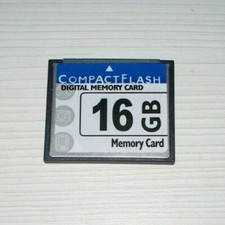 COMPACTFLASH
DIGITAL MEMORY CARD
16 GB
Memory Card